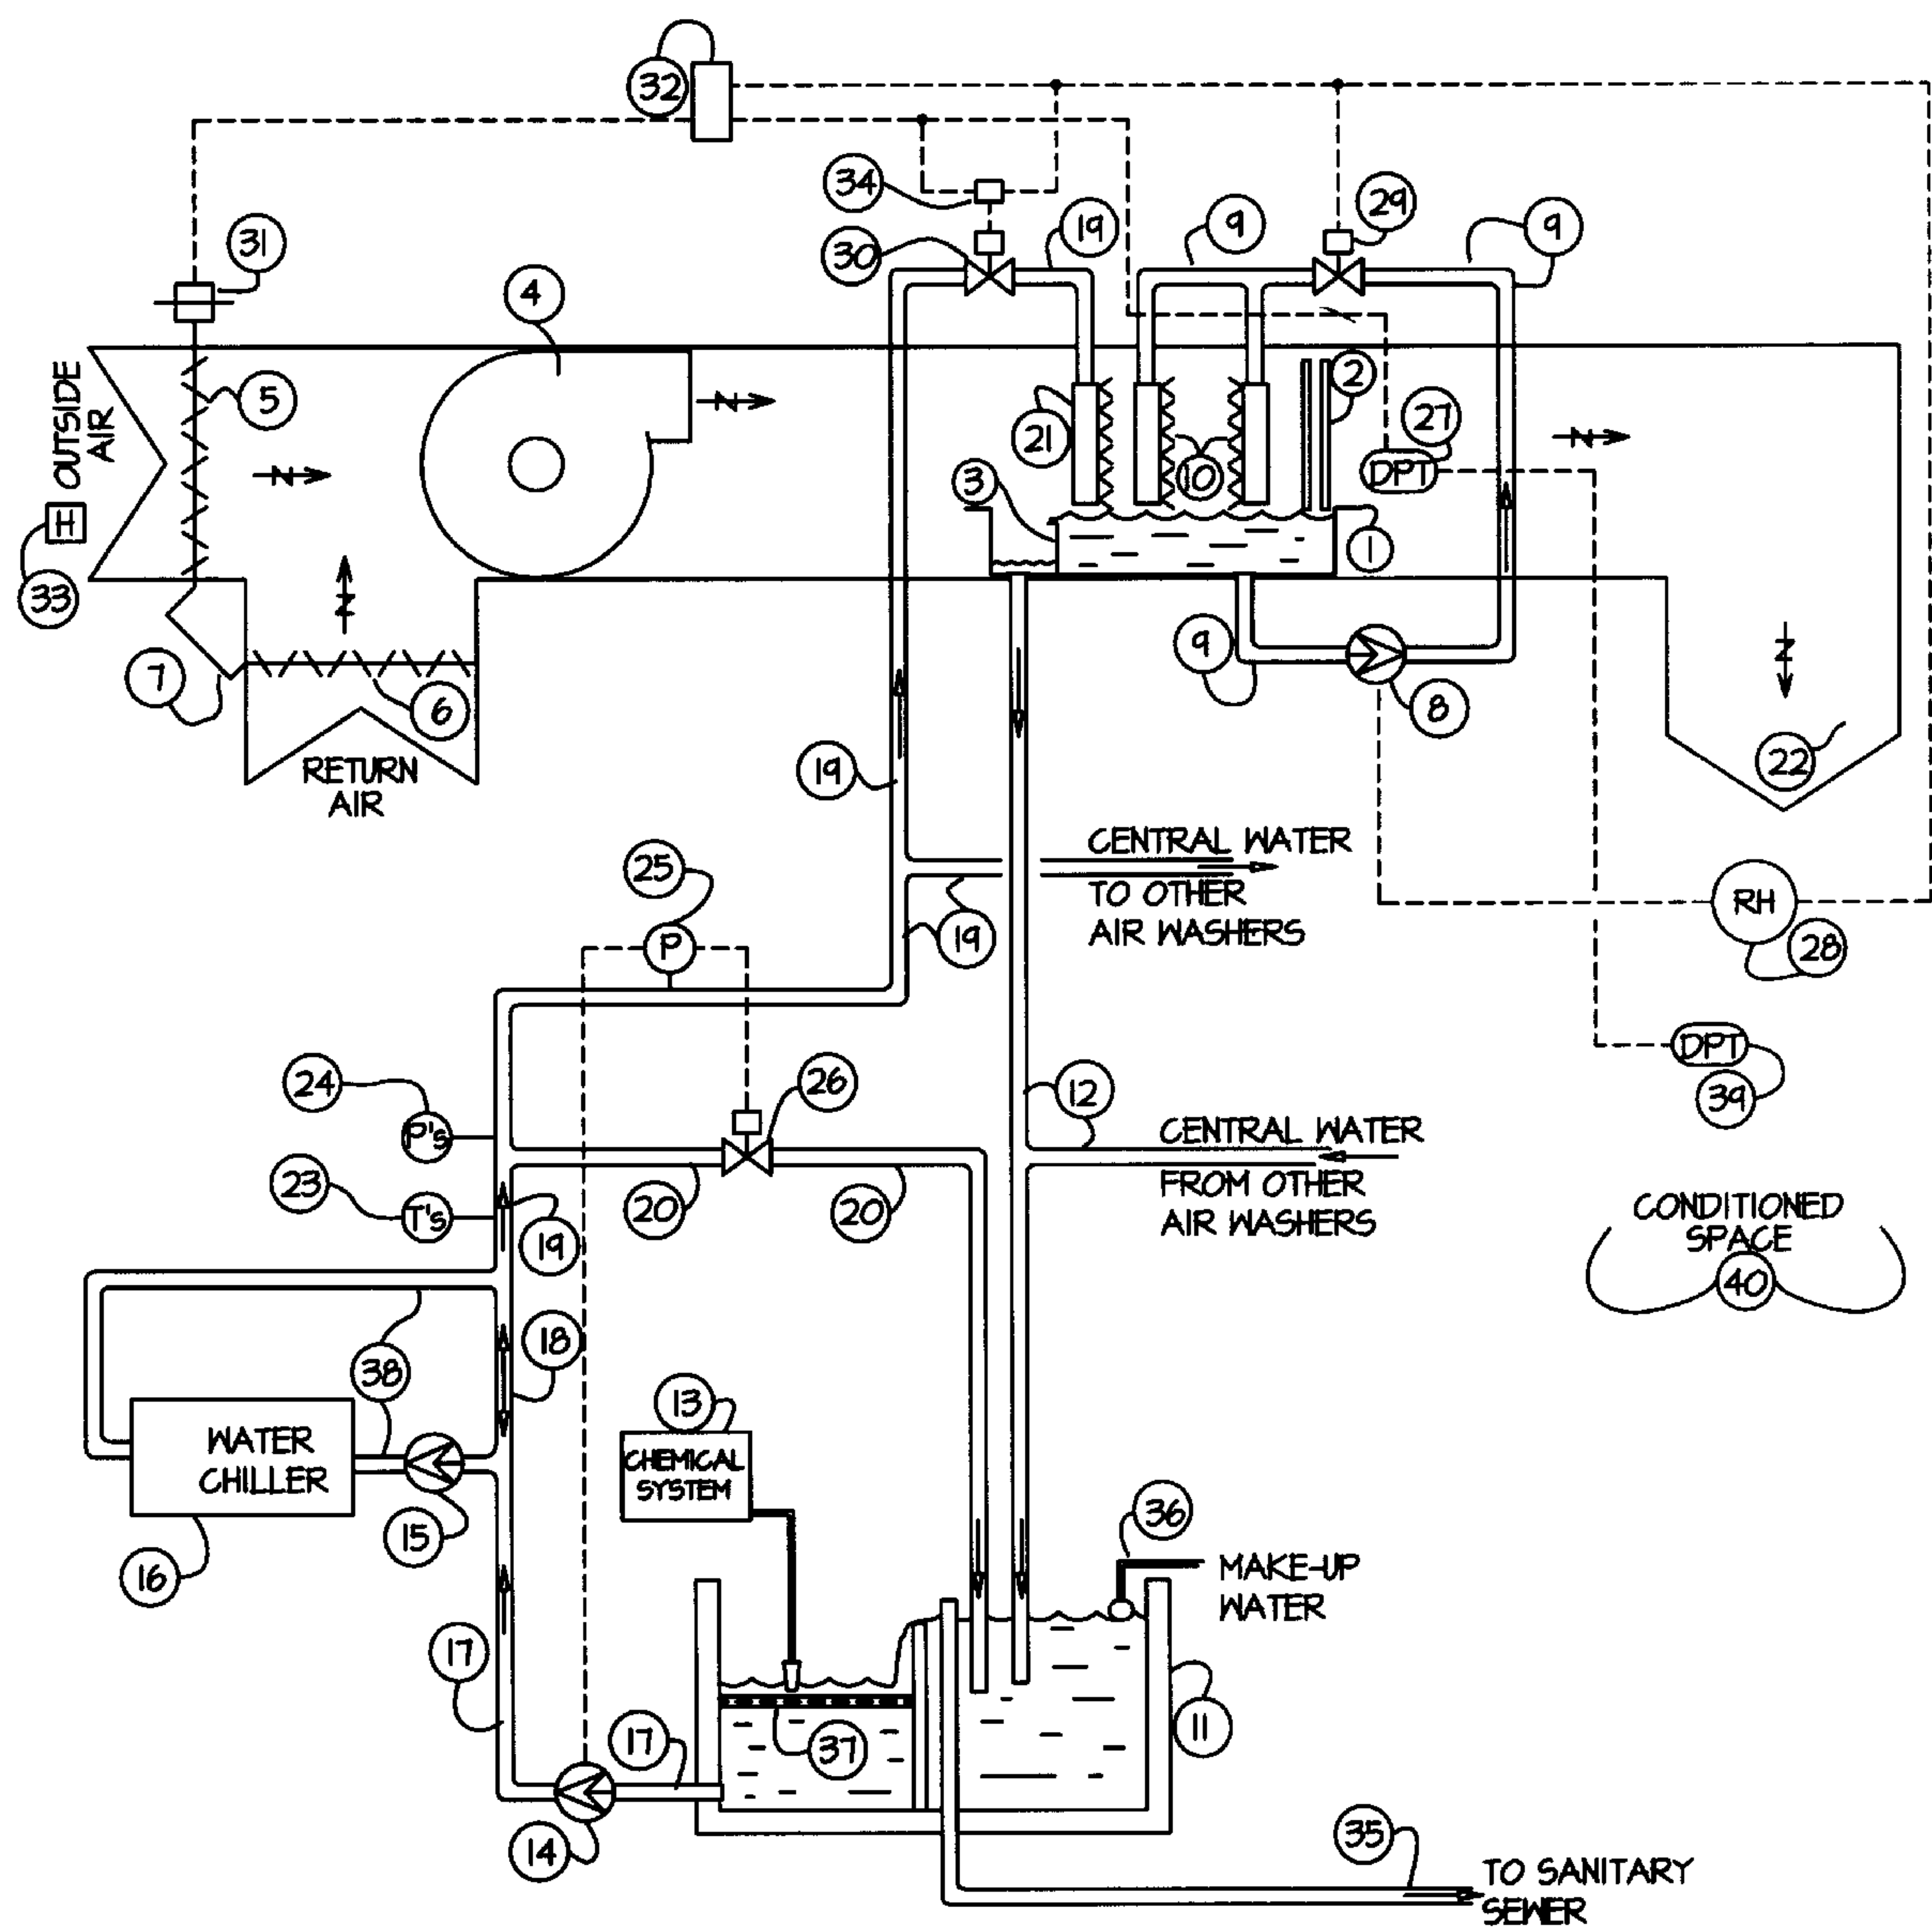 32
34
30
19
9
29
9
31
4
5
OUTSIDE
AIR
H
33
2
27
DPT
21
10
3
1
7
6
9
8
RETURN
AIR
19
22
CENTRAL WATER
TO OTHER
AIR WASHERS
25
P
19
RH
28
24
P's
26
12
DPT
39
CENTRAL WATER
FROM OTHER
AIR WASHERS
23
T's
19
20
20
CONDITIONED
SPACE
40
18
38
13
CHEMICAL
SYSTEM
WATER
CHILLER
15
16
36
MAKE-UP
WATER
17
17
37
11
14
35
TO SANITARY
SEWER